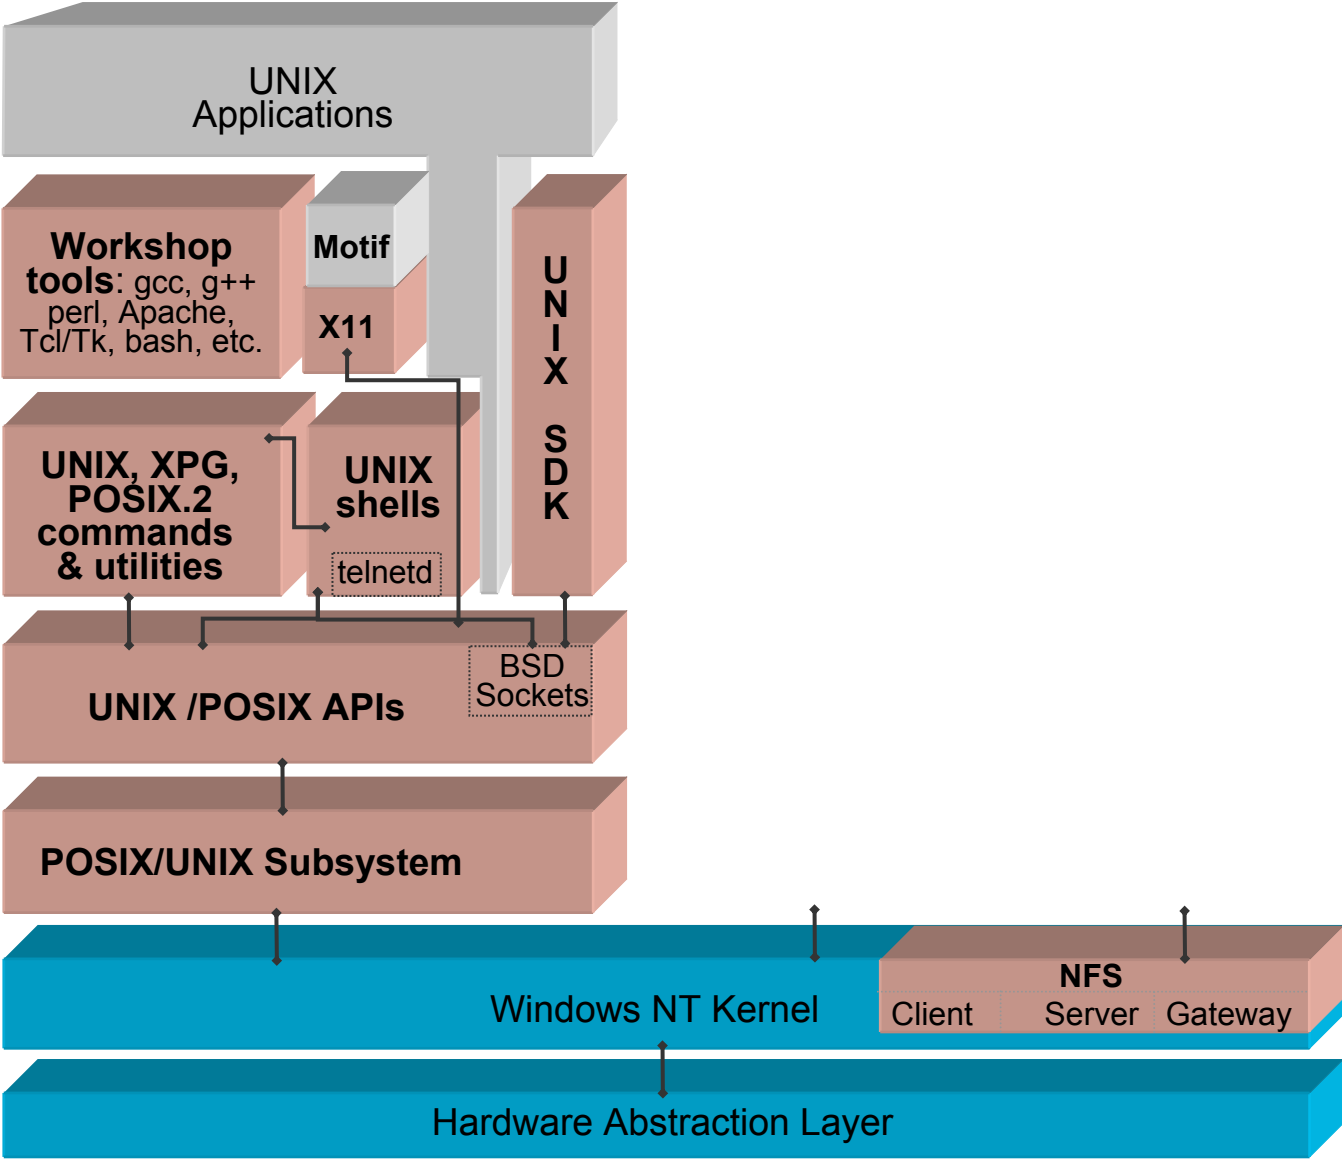 UNIX
Applications
Workshop
tools: gcc, g++
perl, Apache,
Tcl/Tk, bash, etc.
Motif
X11
U
N
I
X
S
D
K
UNIX, XPG,
POSIX.2
commands
& utilities
UNIX
shells
telnetd
BSD
Sockets
UNIX /POSIX APIs
POSIX/UNIX Subsystem
NFS
Client Server Gateway
Windows NT Kernel
Hardware Abstraction Layer